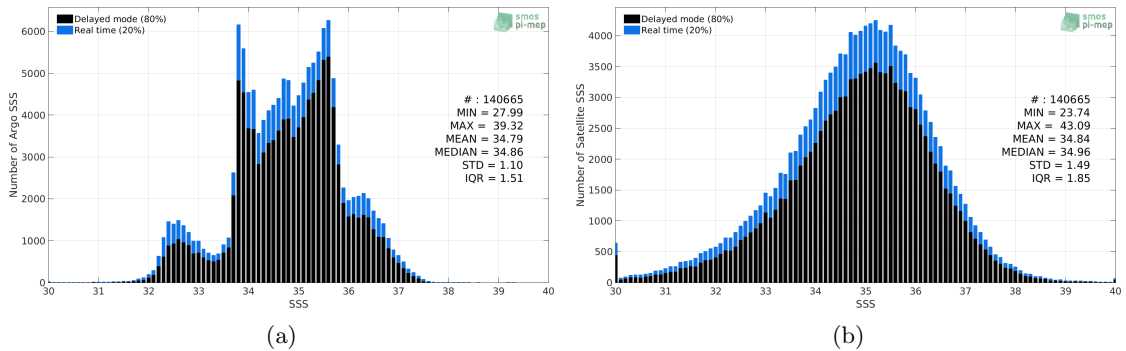 Delayed mode (80%)
Real time (20%)
smos
pi-mep
# : 140665
MIN = 27.99
MAX = 39.32
MEAN = 34.79
MEDIAN = 34.86
STD = 1.10
IQR = 1.51
Number of Argo SSS
6000
5000
4000
3000
2000
1000
0
30 31 32 33 34 35 36 37 38 39 40
SSS
(a)
Delayed mode (80%)
Real time (20%)
smos
pi-mep
# : 140665
MIN = 23.74
MAX = 43.09
MEAN = 34.84
MEDIAN = 34.96
STD = 1.49
IQR = 1.85
Number of Satellite SSS
4000
3500
3000
2500
2000
1500
1000
500
0
30 31 32 33 34 35 36 37 38 39 40
SSS
(b)